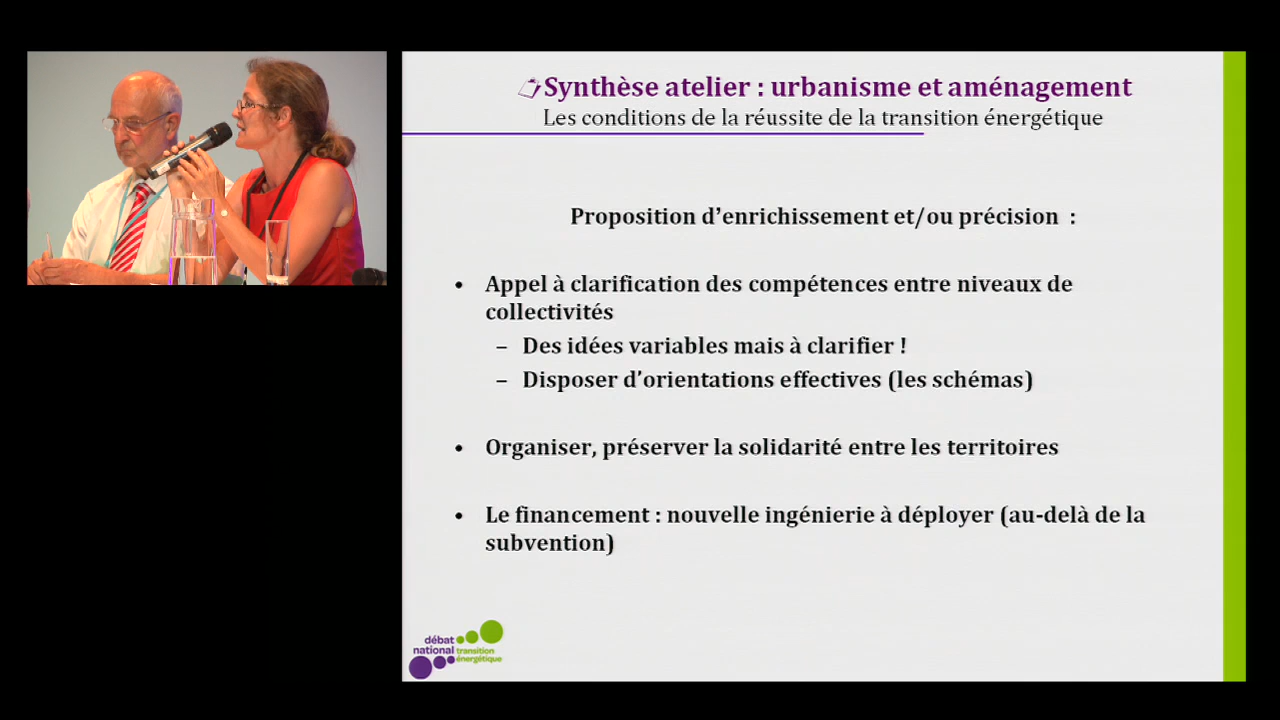 Synthèse atelier : urbanisme et aménagement
Les conditions de la réussite de la transition énergétique
Proposition d’enrichissement et/ou précision :
• Appel à clarification des compétences entre niveaux de
collectivités
– Des idées variables mais à clarifier !
– Disposer d’orientations effectives (les schémas)
• Organiser, préserver la solidarité entre les territoires
• Le financement : nouvelle ingénierie à déployer (au-delà de la
subvention)
débat
national transition
énergétique